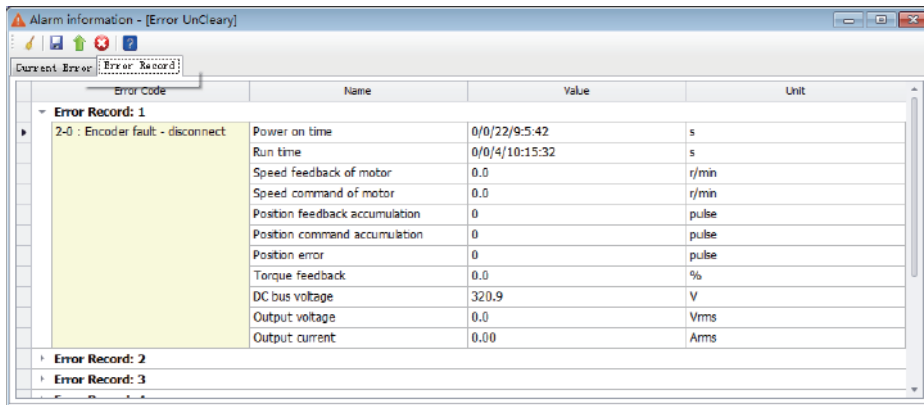 Alarm information - [Error UnCleary]
Current Error Error Record
Error Code Name Value Unit
Error Record: 1
2-0 : Encoder fault - disconnect Power on time 0/0/22/9:5:42 s
Run time 0/0/4/10:15:32 s
Speed feedback of motor 0.0 r/min
Speed command of motor 0.0 r/min
Position feedback accumulation 0 pulse
Position command accumulation 0 pulse
Position error 0 pulse
Torque feedback 0.0 %
DC bus voltage 320.9 V
Output voltage 0.0 Vrms
Output current 0.00 Arms
Error Record: 2
Error Record: 3